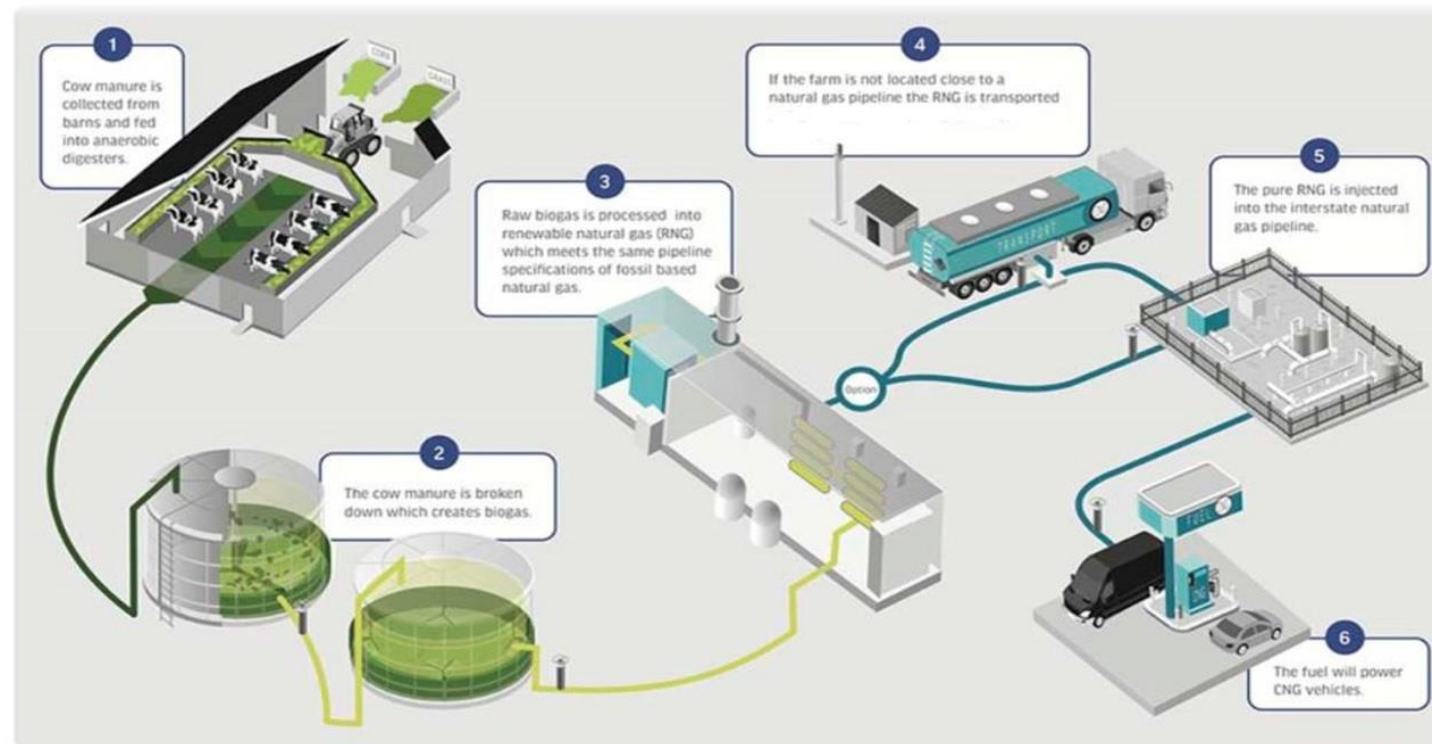 1
Cow manure is
collected from
barns and fed
into anaerobic
digesters.
CORN
GRASS
2
The cow manure is broken
down which creates biogas.
3
Raw biogas is processed into
renewable natural gas (RNG)
which meets the same pipeline
specifications of fossil based
natural gas.
4
If the farm is not located close to a
natural gas pipeline the RNG is transported
TRANSPORT
Option
5
The pure RNG is injected
into the interstate natural
gas pipeline.
FUEL
CNG
6
The fuel will power
CNG vehicles.